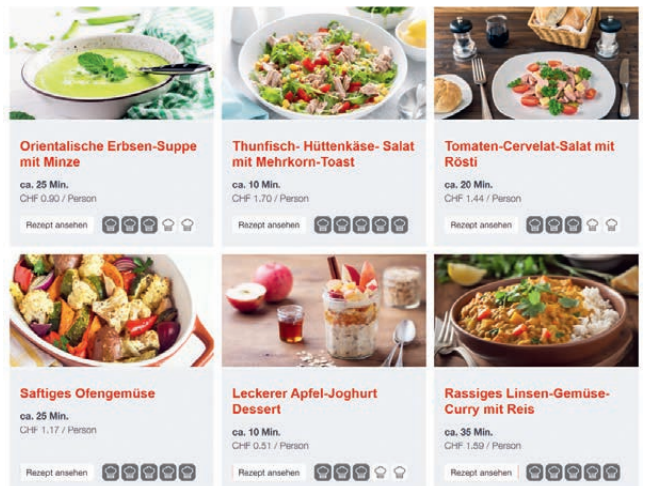 Orientalische Erbsen-Suppe
mit Minze
ca. 25 Min.
CHF 0.90 / Person
Rezept ansehen
Thunfisch- Hüttenkäse- Salat
mit Mehrkorn-Toast
ca. 10 Min.
CHF 1.70 / Person
Rezept ansehen
Tomaten-Cervelat-Salat mit
Rösti
ca. 20 Min.
CHF 1.44 / Person
Rezept ansehen
Saftiges Ofengemüse
ca. 25 Min.
CHF 1.17 / Person
Rezept ansehen
Leckerer Apfel-Joghurt
Dessert
ca. 10 Min.
CHF 0.51 / Person
Rezept ansehen
Rassiges Linsen-Gemüse-
Curry mit Reis
ca. 35 Min.
CHF 1.59 / Person
Rezept ansehen